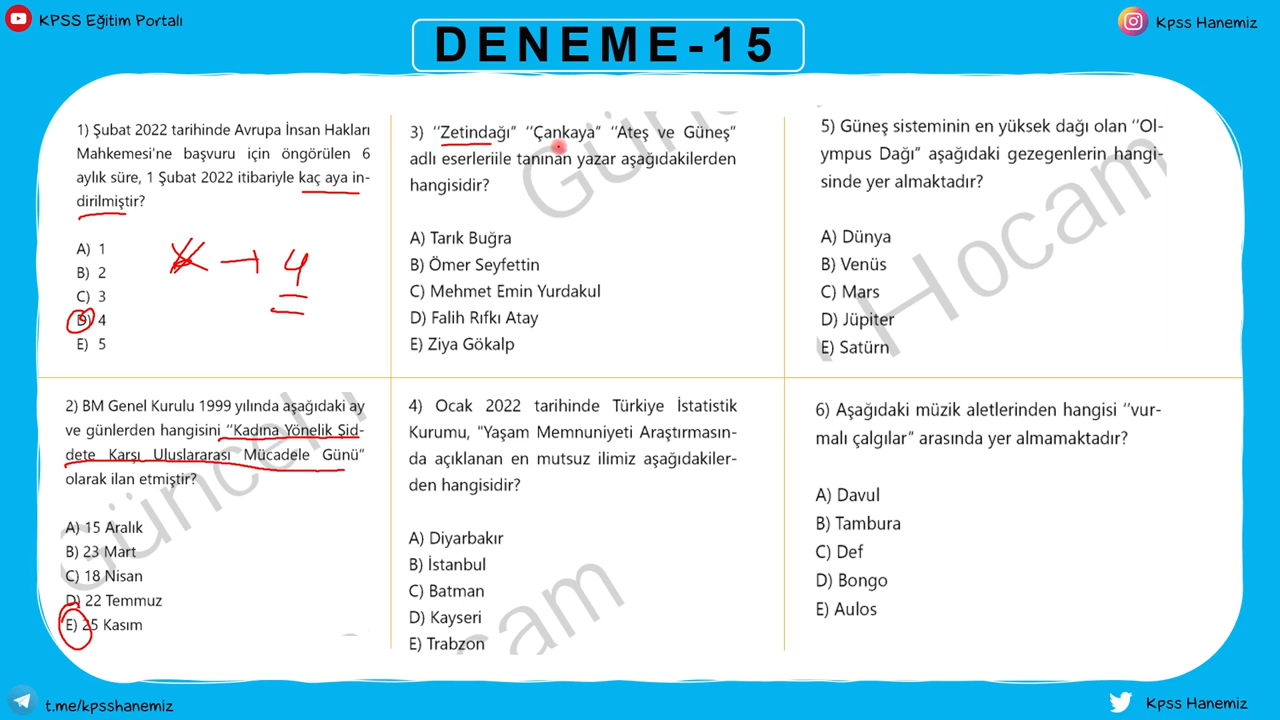 KPSS Eğitim Portalı
Kpss Hanemiz
DENEME-15
1) Şubat 2022 tarihinde Avrupa İnsan Hakları
Mahkemesi'ne başvuru için öngörülen 6
aylık süre, 1 Şubat 2022 itibariyle kaç aya in-
dirilmiştir?
A) 1
B) 2
C) 3
D) 4
E) 5
4
2) BM Genel Kurulu 1999 yılında aşağıdaki ay
ve günlerden hangisini ‘‘Kadına Yönelik Şid-
dete Karşı Uluslararası Mücadele Günü”
olarak ilan etmiştir?
A) 15 Aralık
B) 23 Mart
C) 18 Nisan
D) 22 Temmuz
E) 25 Kasım
3) ‘‘Zetindağı” ‘‘Çankaya” ‘‘Ateş ve Güneş”
adlı eserleriile tanınan yazar aşağıdakilerden
hangisidir?
A) Tarık Buğra
B) Ömer Seyfettin
C) Mehmet Emin Yurdakul
D) Falih Rıfkı Atay
E) Ziya Gökalp
4) Ocak 2022 tarihinde Türkiye İstatistik
Kurumu, "Yaşam Memnuniyeti Araştırmasın-
da açıklanan en mutsuz ilimiz aşağıdakiler-
den hangisidir?
A) Diyarbakır
B) İstanbul
C) Batman
D) Kayseri
E) Trabzon
5) Güneş sisteminin en yüksek dağı olan ‘‘Ol-
ympus Dağı” aşağıdaki gezegenlerin hangi-
sinde yer almaktadır?
A) Dünya
B) Venüs
C) Mars
D) Jüpiter
E) Satürn
6) Aşağıdaki müzik aletlerinden hangisi ‘‘vur-
malı çalgılar” arasında yer almamaktadır?
A) Davul
B) Tambura
C) Def
D) Bongo
E) Aulos
Güncel
Hocam
t.me/kpsshanemiz
Kpss Hanemiz